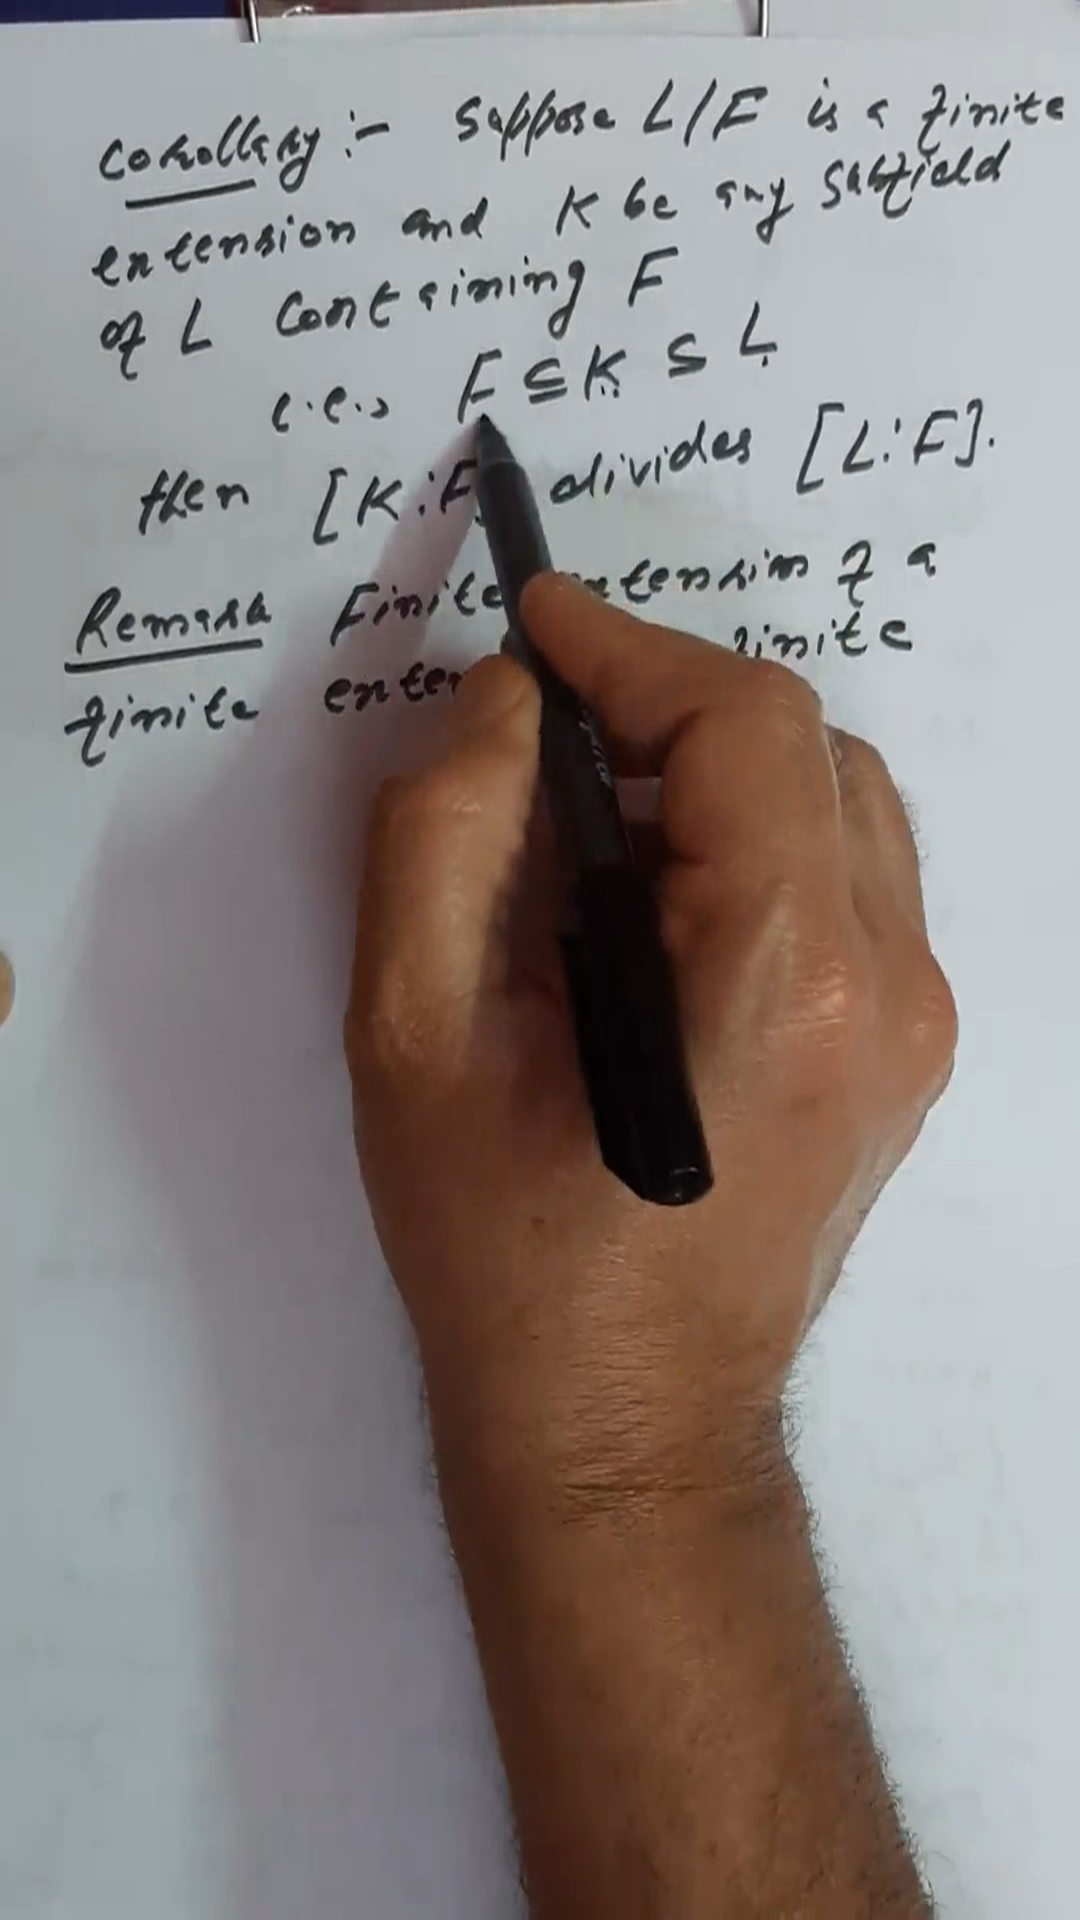 Corollary :- Suppose L/F is a finite
extension and K be any subfield
of L containing F
i.e., F ⊆ K ⊆ L
then [K:F] divides [L:F].
Remark Finite extension of a
finite finite